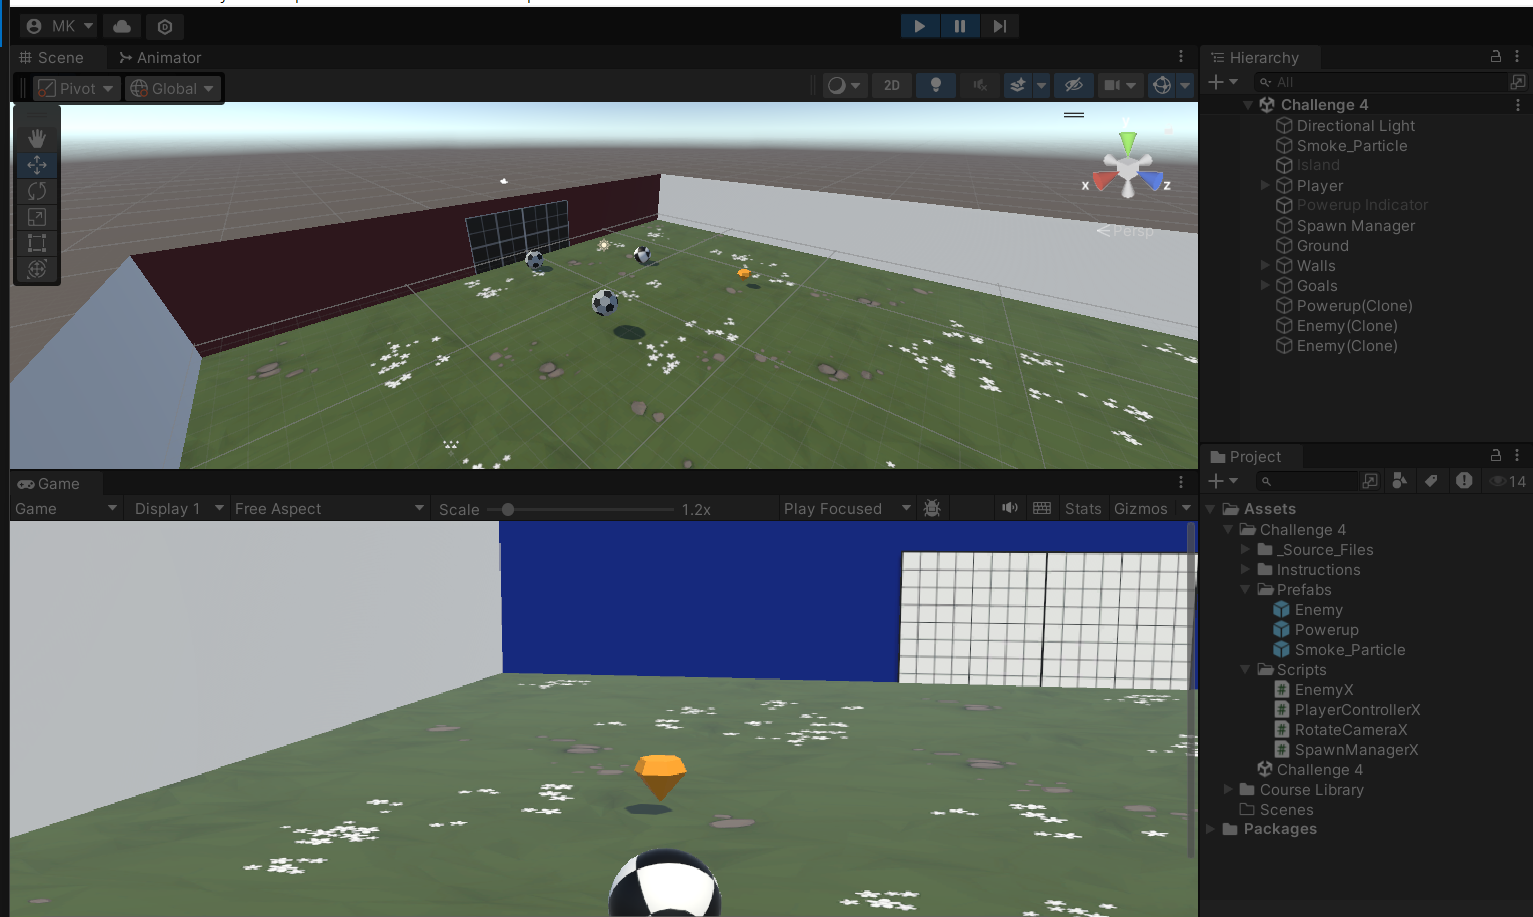 MK
Scene
Animator
Pivot
Global
2D
Y
x
z
Persp
Game
Game
Display 1
Free Aspect
Scale
1.2x
Play Focused
Stats
Gizmos
Hierarchy
All
Challenge 4
Directional Light
Smoke_Particle
Island
Player
Powerup Indicator
Spawn Manager
Ground
Walls
Goals
Powerup(Clone)
Enemy(Clone)
Enemy(Clone)
Project
14
Assets
Challenge 4
_Source_Files
Instructions
Prefabs
Enemy
Powerup
Smoke_Particle
Scripts
EnemyX
PlayerControllerX
RotateCameraX
SpawnManagerX
Challenge 4
Course Library
Scenes
Packages